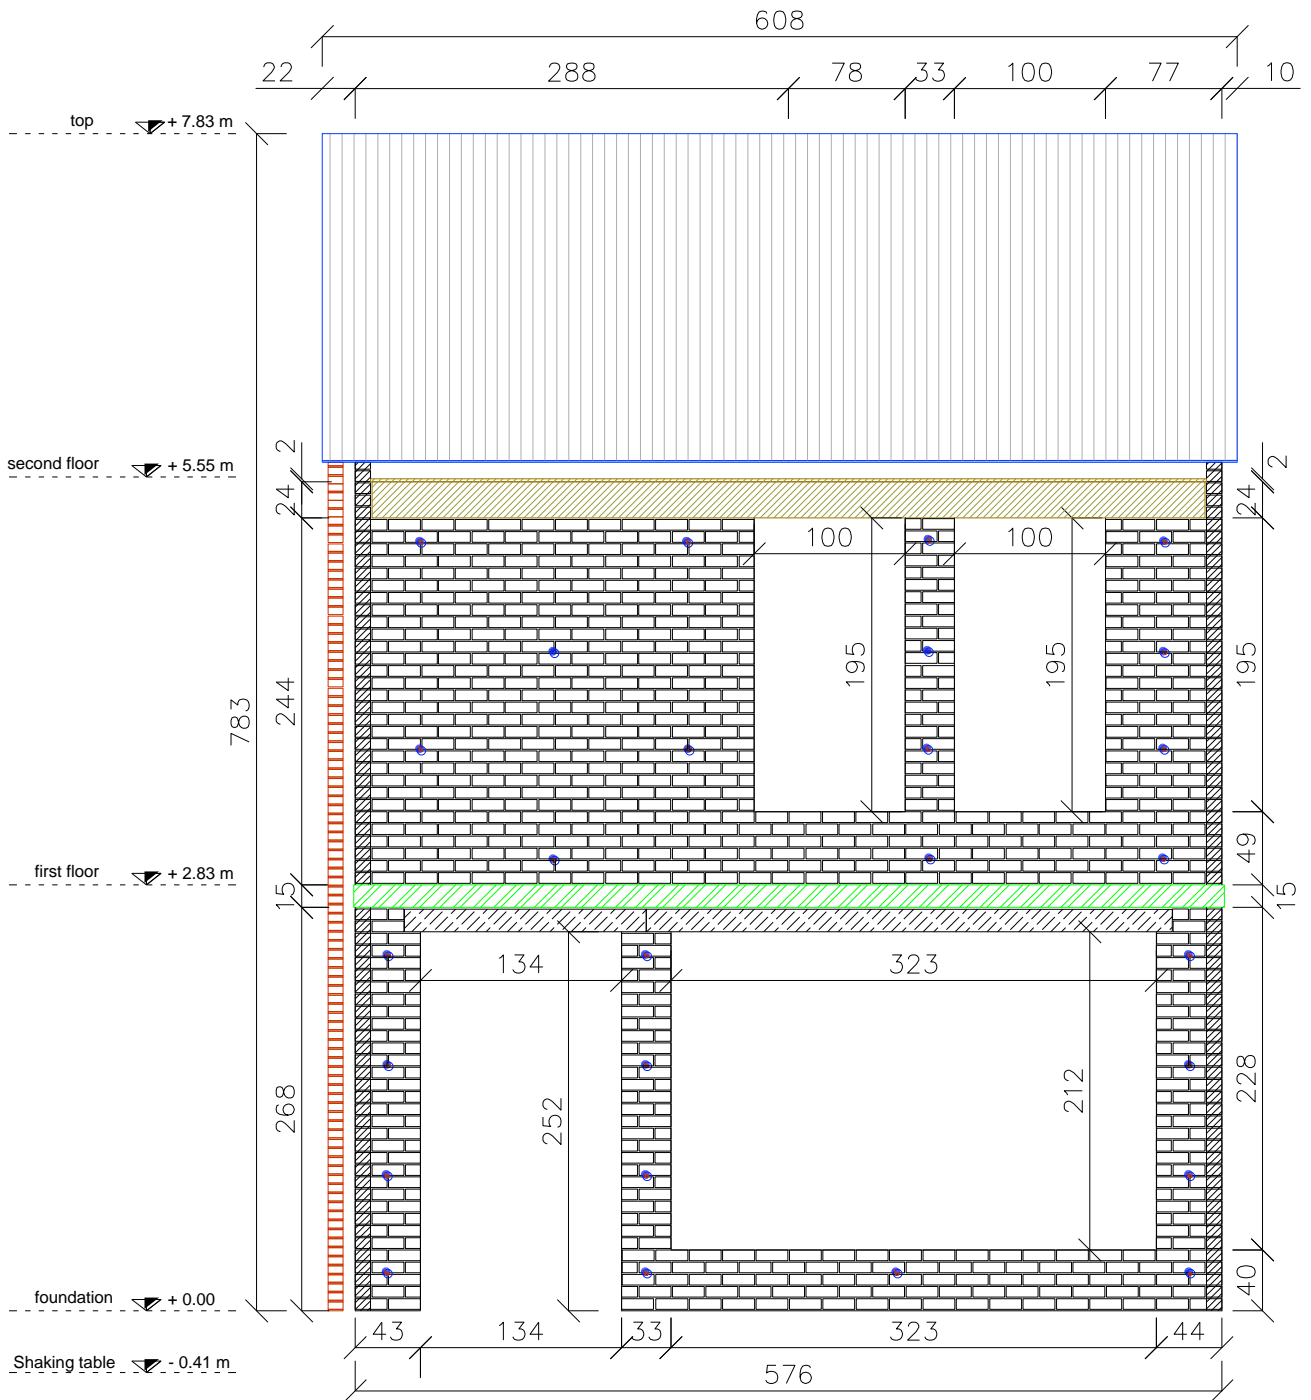 608
22 288 78 33 100 77 10
top + 7.83 m
second floor + 5.55 m
2 2
24 24
100 100
195 195 195
244
783
49
first floor + 2.83 m
15 15
134 323
268 252 212 228
40
foundation + 0.00
43 134 33 323 44
Shaking table - 0.41 m
576